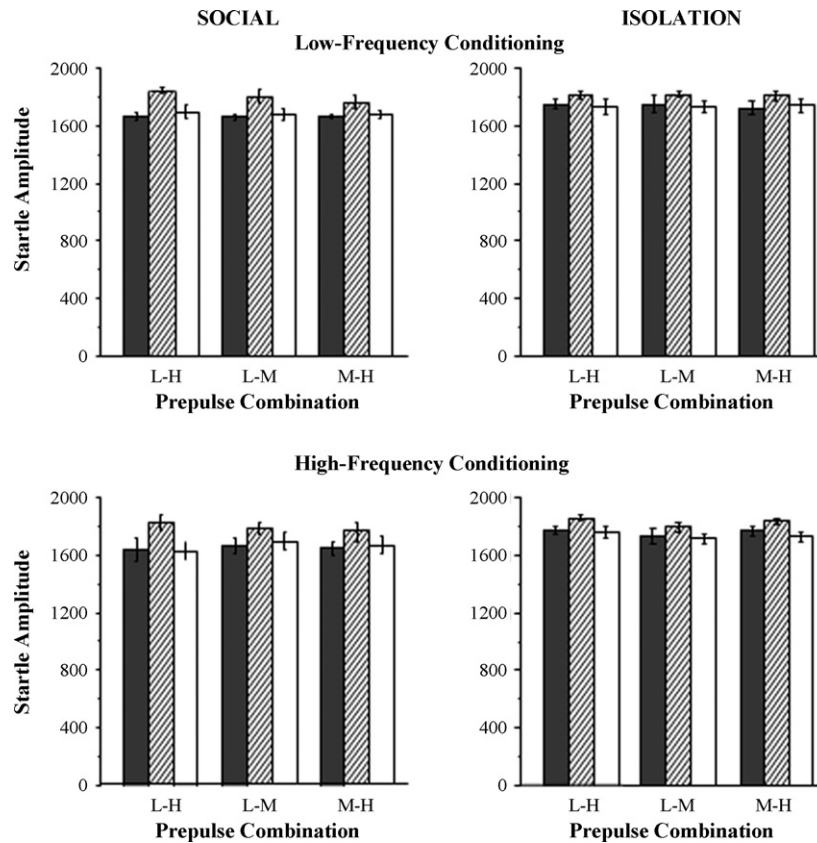 SOCIAL ISOLATION
Low-Frequency Conditioning
Startle Amplitude
2000
1600
1200
800
400
0
L-H L-M M-H
Prepulse Combination
2000
1600
1200
800
400
0
L-H L-M M-H
Prepulse Combination
High-Frequency Conditioning
Startle Amplitude
2000
1600
1200
800
400
0
L-H L-M M-H
Prepulse Combination
2000
1600
1200
800
400
0
L-H L-M M-H
Prepulse Combination